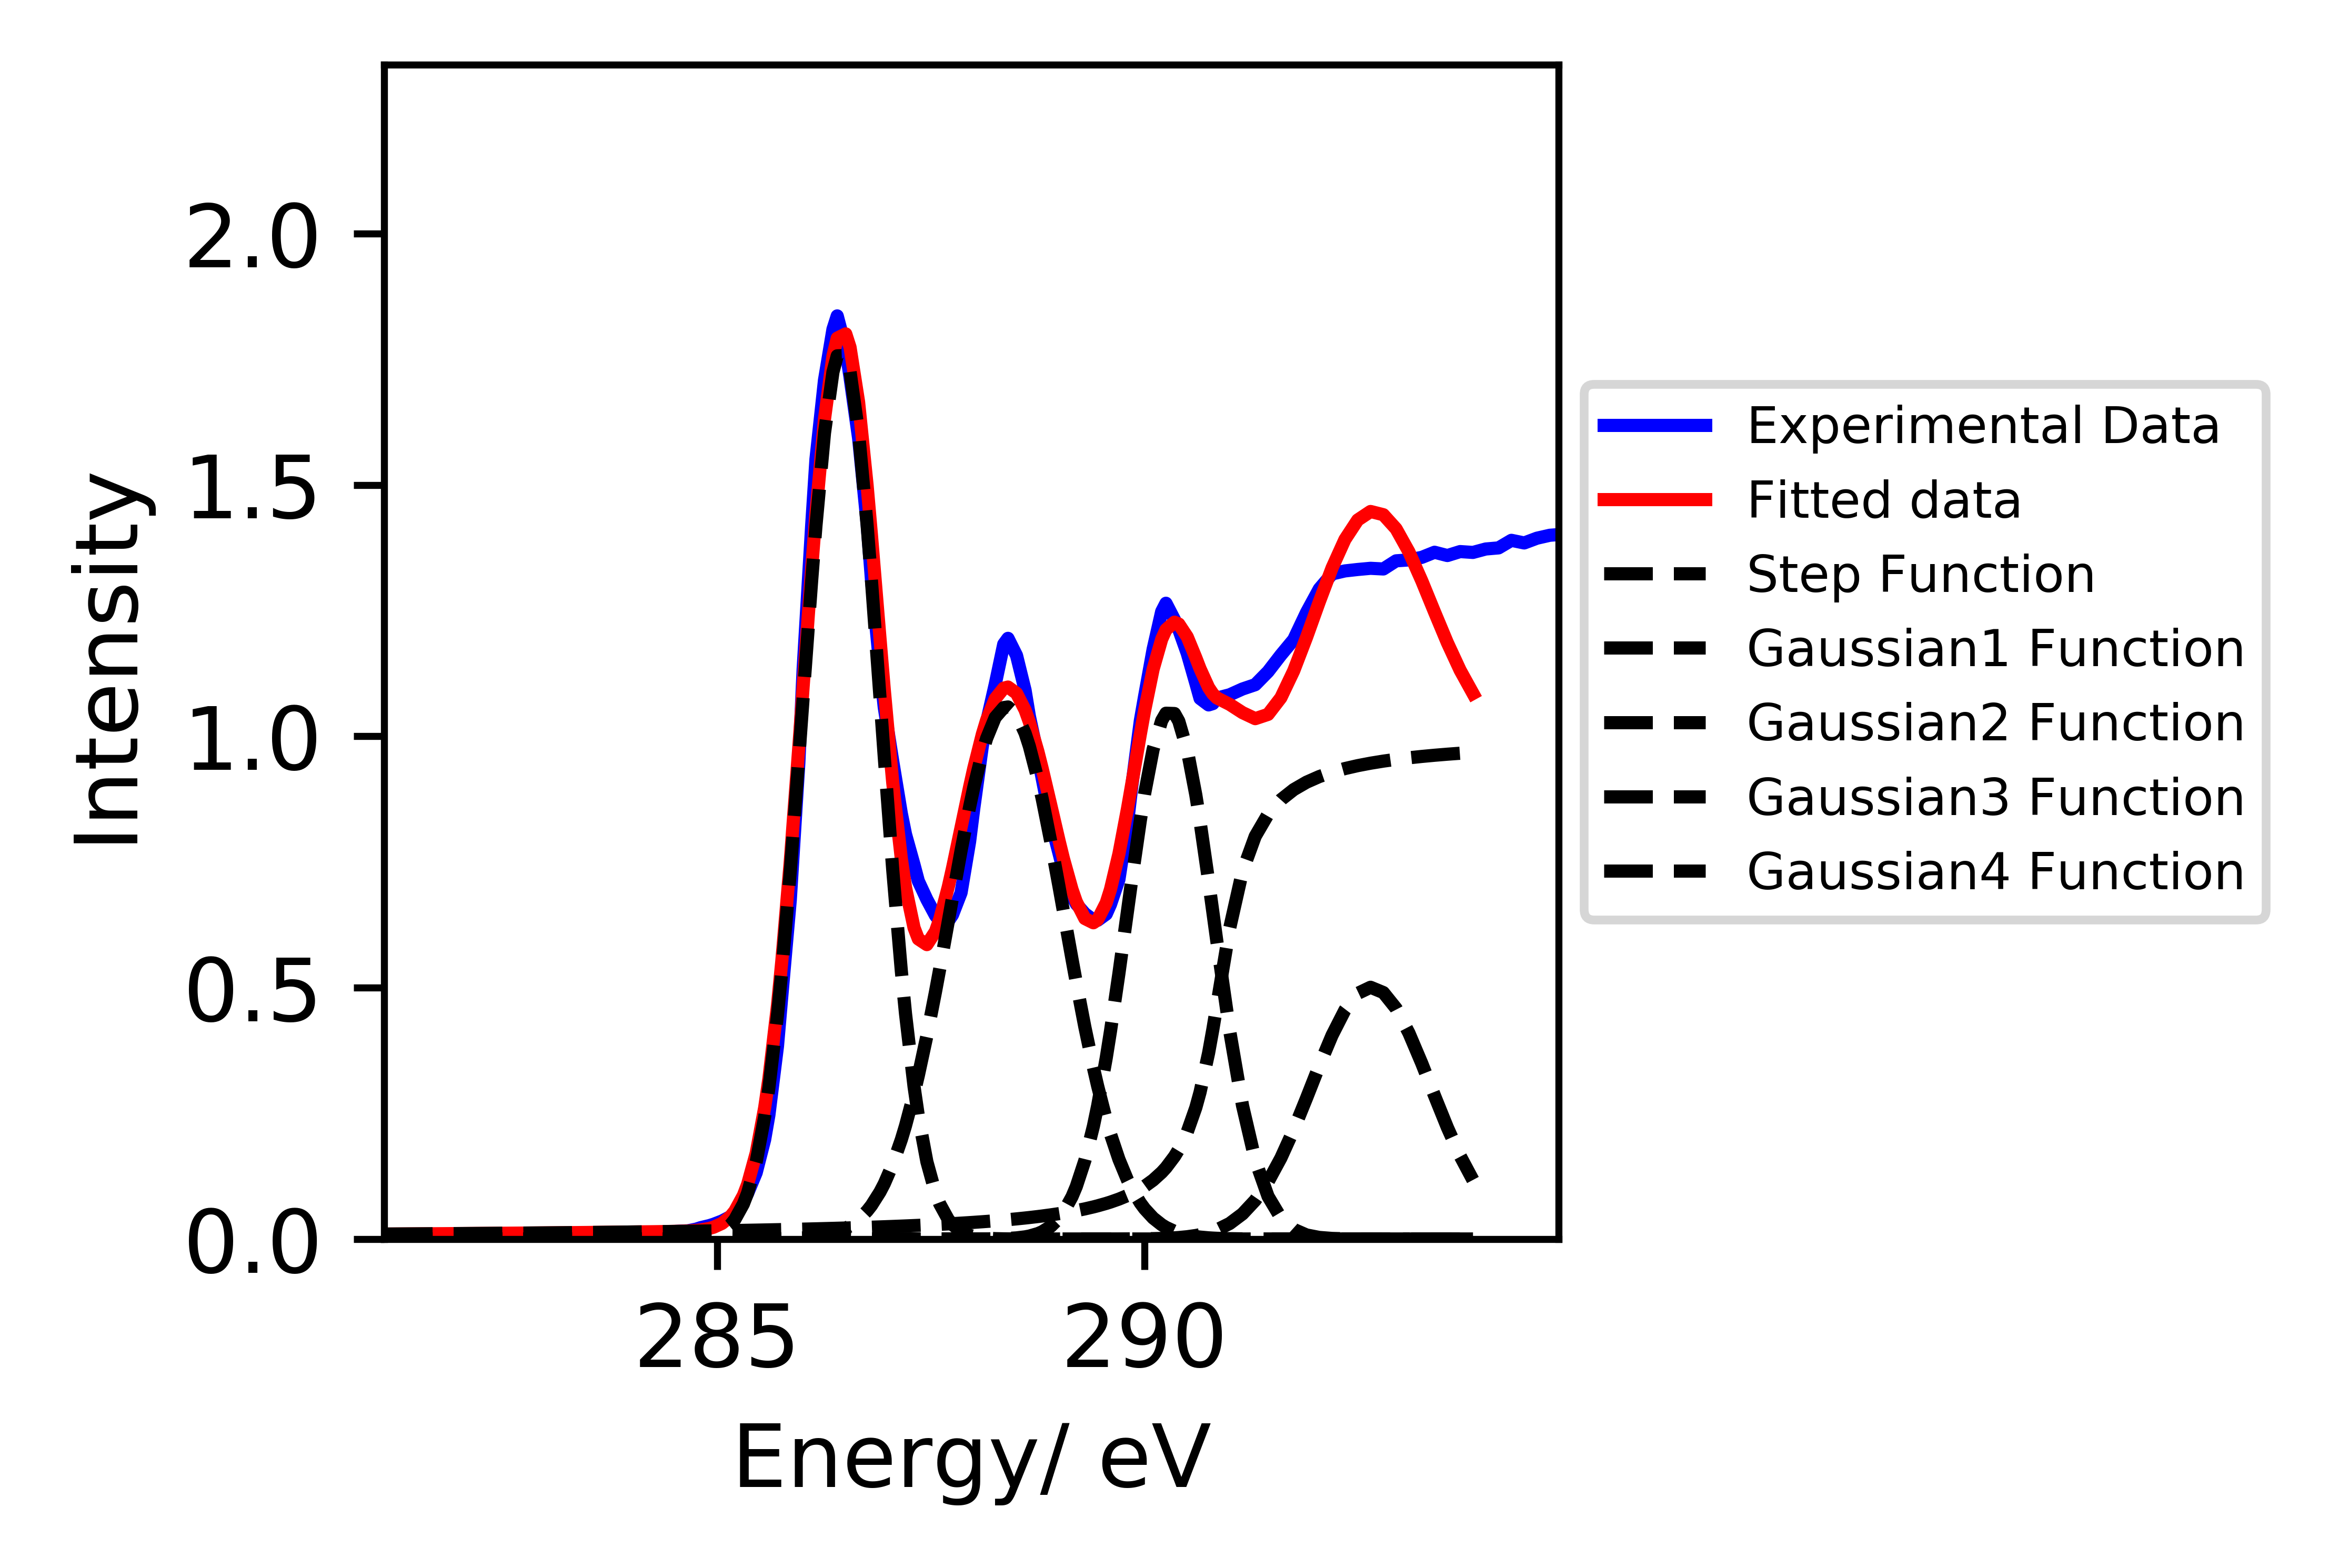 2.0
1.5
1.0
0.5
0.0
285
290
Energy/ eV
Intensity
Experimental Data
Fitted data
Step Function
Gaussian1 Function
Gaussian2 Function
Gaussian3 Function
Gaussian4 Function